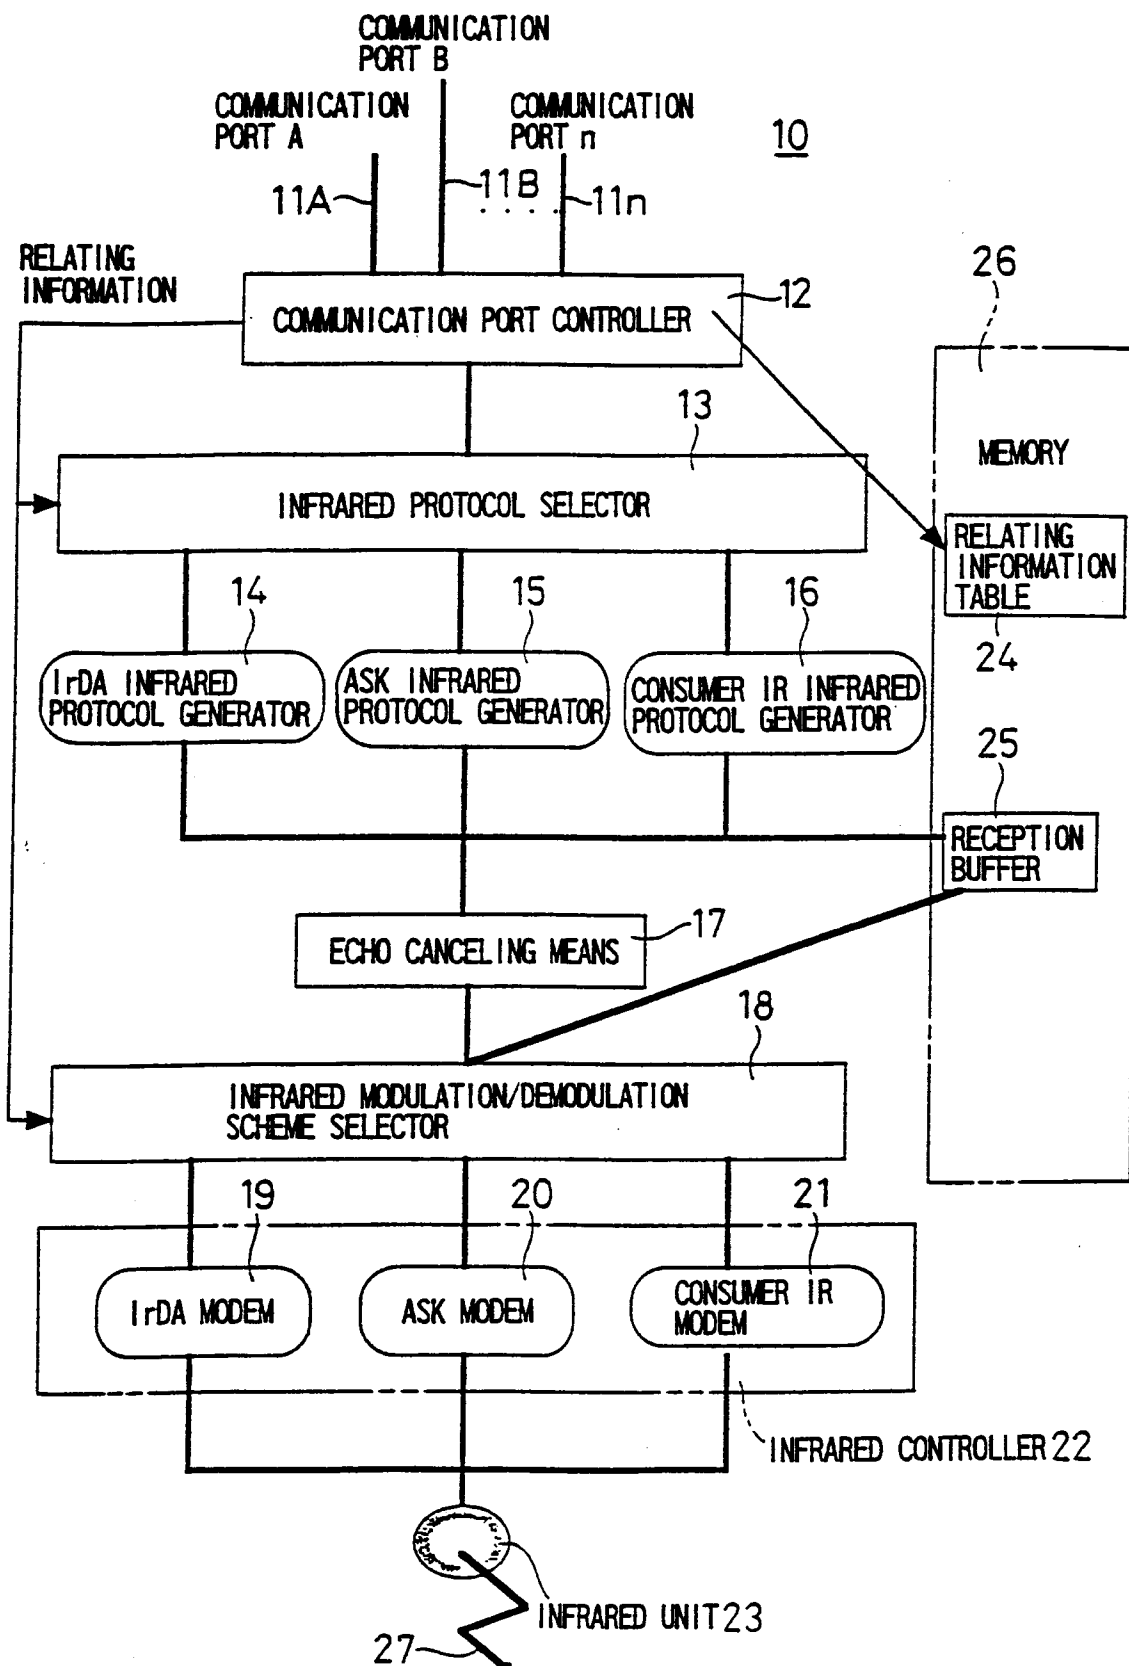 COMMUNICATION
PORT B
COMMUNICATION
PORT A
COMMUNICATION
PORT n
10
11A
11B
11n
RELATING
INFORMATION
12
COMMUNICATION PORT CONTROLLER
26
13
MEMORY
INFRARED PROTOCOL SELECTOR
RELATING
INFORMATION
TABLE
24
14
15
16
IrDA INFRARED
PROTOCOL GENERATOR
ASK INFRARED
PROTOCOL GENERATOR
CONSUMER IR INFRARED
PROTOCOL GENERATOR
25
RECEPTION
BUFFER
17
ECHO CANCELING MEANS
18
INFRARED MODULATION/DEMODULATION
SCHEME SELECTOR
19
20
21
IrDA MODEM
ASK MODEM
CONSUMER IR
MODEM
INFRARED CONTROLLER 22
INFRARED UNIT 23
27